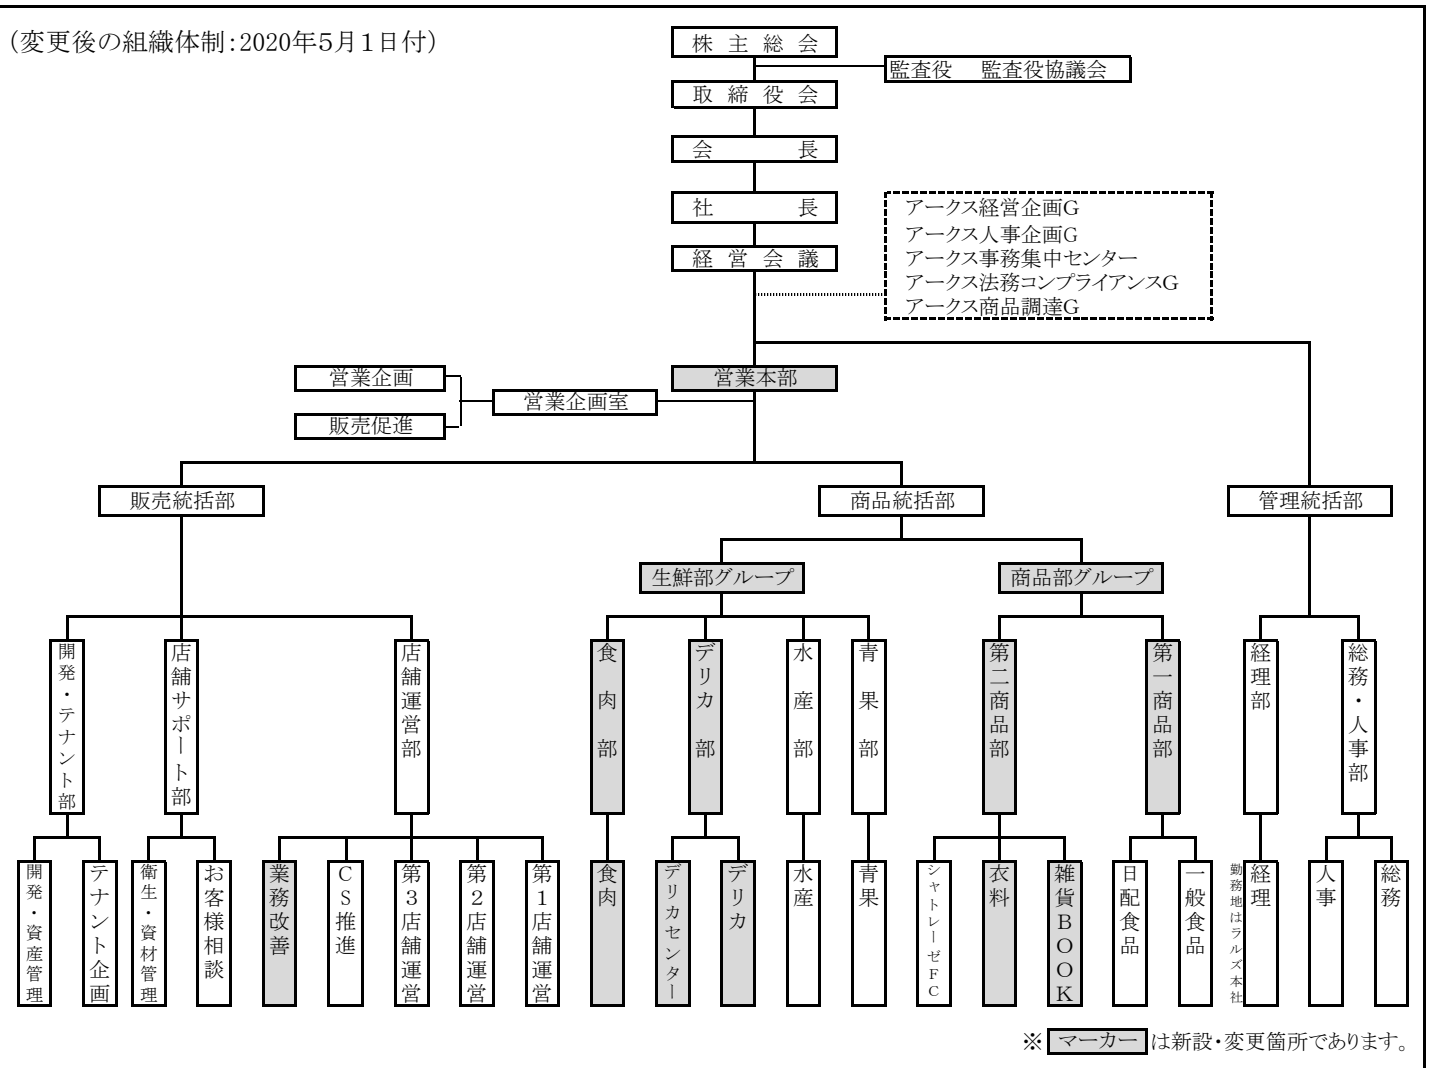 （変更後の組織体制：2020年５月１日付）
株主総会
監査役　監査役協議会
取締役会
会長
社長
アークス経営企画G
アークス人事企画G
アークス事務集中センター
アークス法務コンプライアンスG
アークス商品調達G
経営会議
営業本部
営業企画
営業企画室
販売促進
販売統括部
商品統括部
管理統括部
生鮮部グループ
商品部グループ
開発・テナント部
店舗サポート部
店舗運営部
食肉部
デリカ部
水産部
青果部
第二商品部
第一商品部
経理部
総務・人事部
開発・資産管理
テナント企画
衛生・資材管理
お客様相談
業務改善
CS推進
第３店舗運営
第２店舗運営
第１店舗運営
食肉
デリカセンター
デリカ
水産
青果
シャトレーゼFC
衣料
雑貨BOOK
日配食品
一般食品
勤務地はラルズ本社
経理
人事
総務
※マーカーは新設・変更箇所であります。